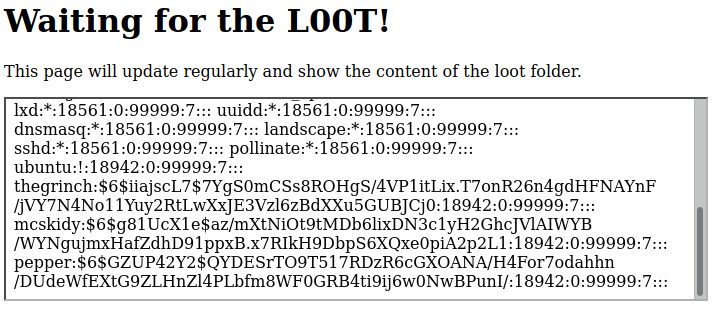 Waiting for the L00T!
This page will update regularly and show the content of the loot folder.
lxd:*:18561:0:99999:7::: uuidd:*:18561:0:99999:7:::
dnsmasq:*:18561:0:99999:7::: landscape:*:18561:0:99999:7:::
sshd:*:18561:0:99999:7::: pollinate:*:18561:0:99999:7:::
ubuntu:!:18942:0:99999:7:::
thegrinch:$6$iiajscL7$7YgS0mCSs8ROHgS/4VP1itLix.T7onR26n4gdHFNAYnF
/jVY7N4No11Yuy2RtLwXxJE3Vzl6zBdXXu5GUBJCj0:18942:0:99999:7:::
mcskidy:$6$g81UcX1e$az/mXtNiOt9tMDb6lixDN3c1yH2GhcJVlAIWYB
/WYNgujmxHafZdhD91ppxB.x7RIkH9DbpS6XQxe0piA2p2L1:18942:0:99999:7:::
pepper:$6$GZUP42Y2$QYDESrTO9T517RDzR6cGXOANA/H4For7odahhn
/DUdeWfEXtG9ZLHnZl4PLbfm8WF0GRB4ti9ij6w0NwBPunI/:18942:0:99999:7:::